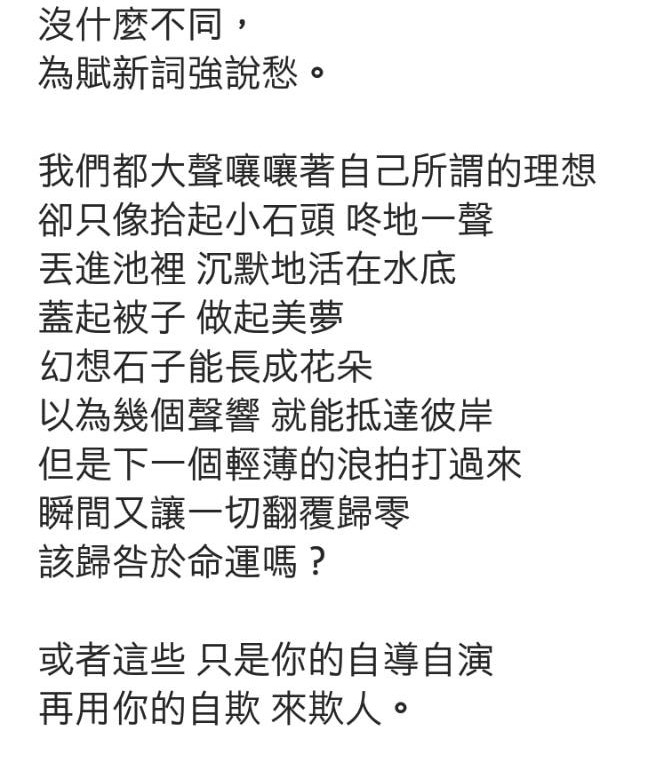 沒什麼不同，
為賦新詞強說愁。
我們都大聲嚷嚷著自己所謂的理想
卻只像拾起小石頭 咚地一聲
丟進池裡 沉默地活在水底
蓋起被子 做起美夢
幻想石子能長成花朵
以為幾個聲響 就能抵達彼岸
但是下一個輕薄的浪拍打過來
瞬間又讓一切翻覆歸零
該歸咎於命運嗎？
或者這些 只是你的自導自演
再用你的自欺 來欺人。